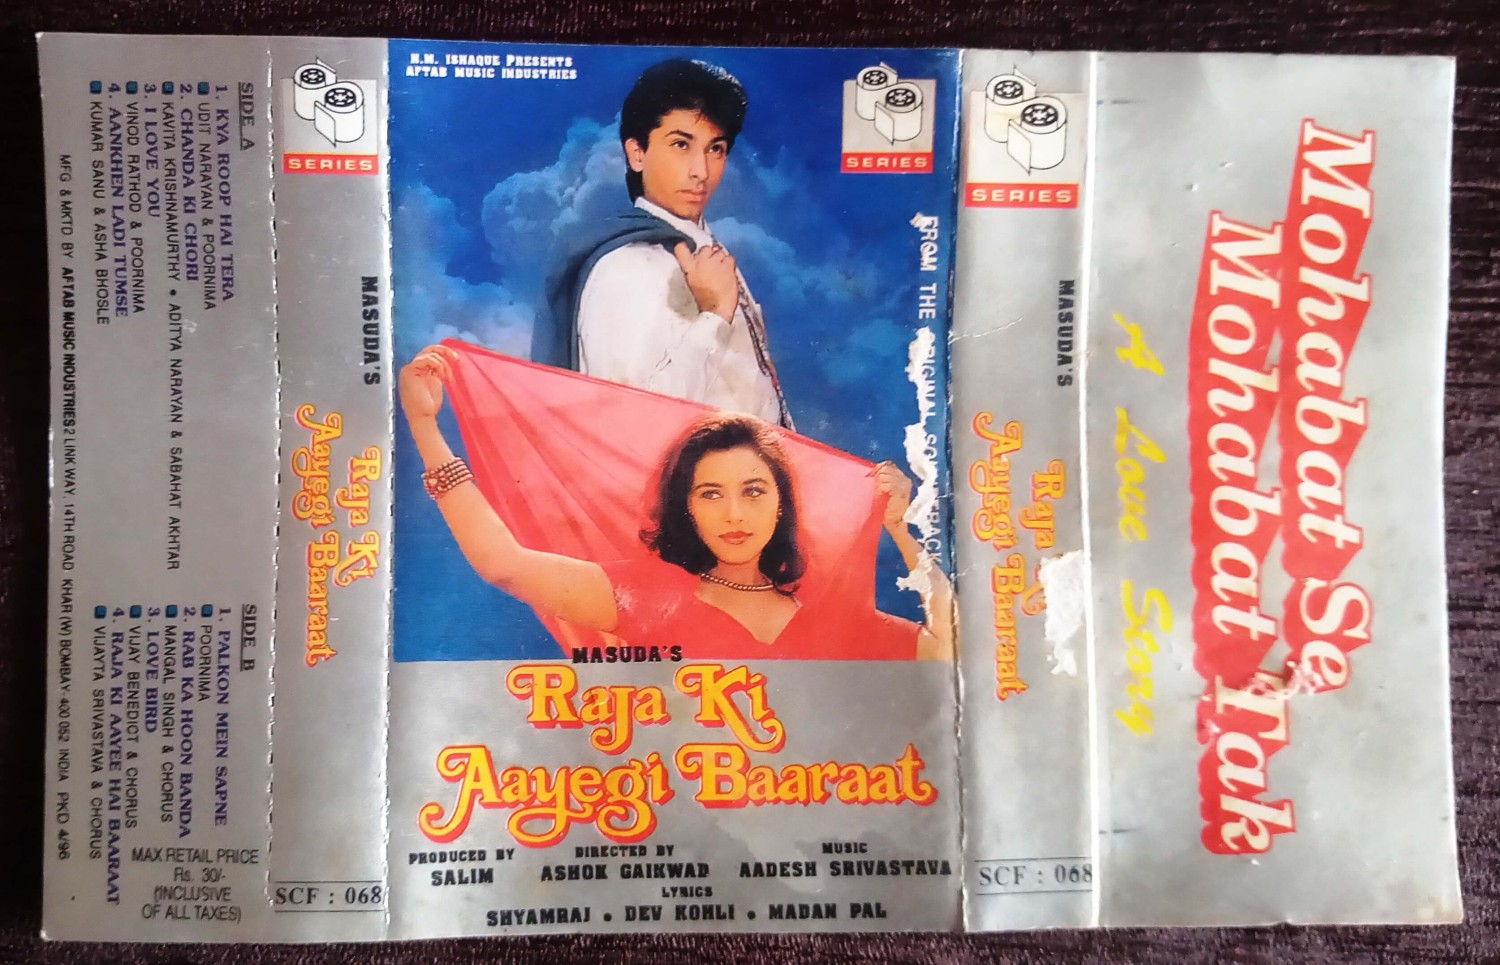 SIDE A
1. KYA ROOP HAI TERA
UDIT NARAYAN & POORNIMA
2. CHANDA KI CHORI
KAVITA KRISHNAMURTHY • ADITYA NARAYAN & SABAHAT AKHTAR
3. I LOVE YOU
VINOD RATHOD & POORNIMA
4. AANKHEN LADI TUMSE
KUMAR SANU & ASHA BHOSLE
SIDE B
1. PALKON MEIN SAPNE
POORNIMA
2. RAB KA HOON BANDA
MANGAL SINGH & CHORUS
3. LOVE BIRD
VIJAY BENEDICT & CHORUS
4. RAJA KI AAYEE HAI BAARAAT
VIJAYTA SRIVASTAVA & CHORUS
MFG & MKTD BY AFTAB MUSIC INDUSTRIES 2 LINK WAY, 14TH ROAD KHAR (W) BOMBAY-400 052 INDIA PKD 4/96
MAX RETAIL PRICE
Rs. 30/-
(INCLUSIVE
OF ALL TAXES)
SERIES
MASUDA'S
Raja Ki
Aayegi Baaraat
SCF : 068
N.M. ISHAQUE PRESENTS
AFTAB MUSIC INDUSTRIES
SERIES
FROM THE ORIGINAL SOUNDTRACK
MASUDA'S
Raja Ki
Aayegi Baaraat
PRODUCED BY
SALIM
DIRECTED BY
ASHOK GAIKWAD
MUSIC
AADESH SRIVASTAVA
LYRICS
SHYAMRAJ • DEV KOHLI • MADAN PAL
SERIES
MASUDA'S
Raja Ki
Aayegi Baaraat
SCF : 068
Mohabat Se
Mohabat Tak
A Love Story